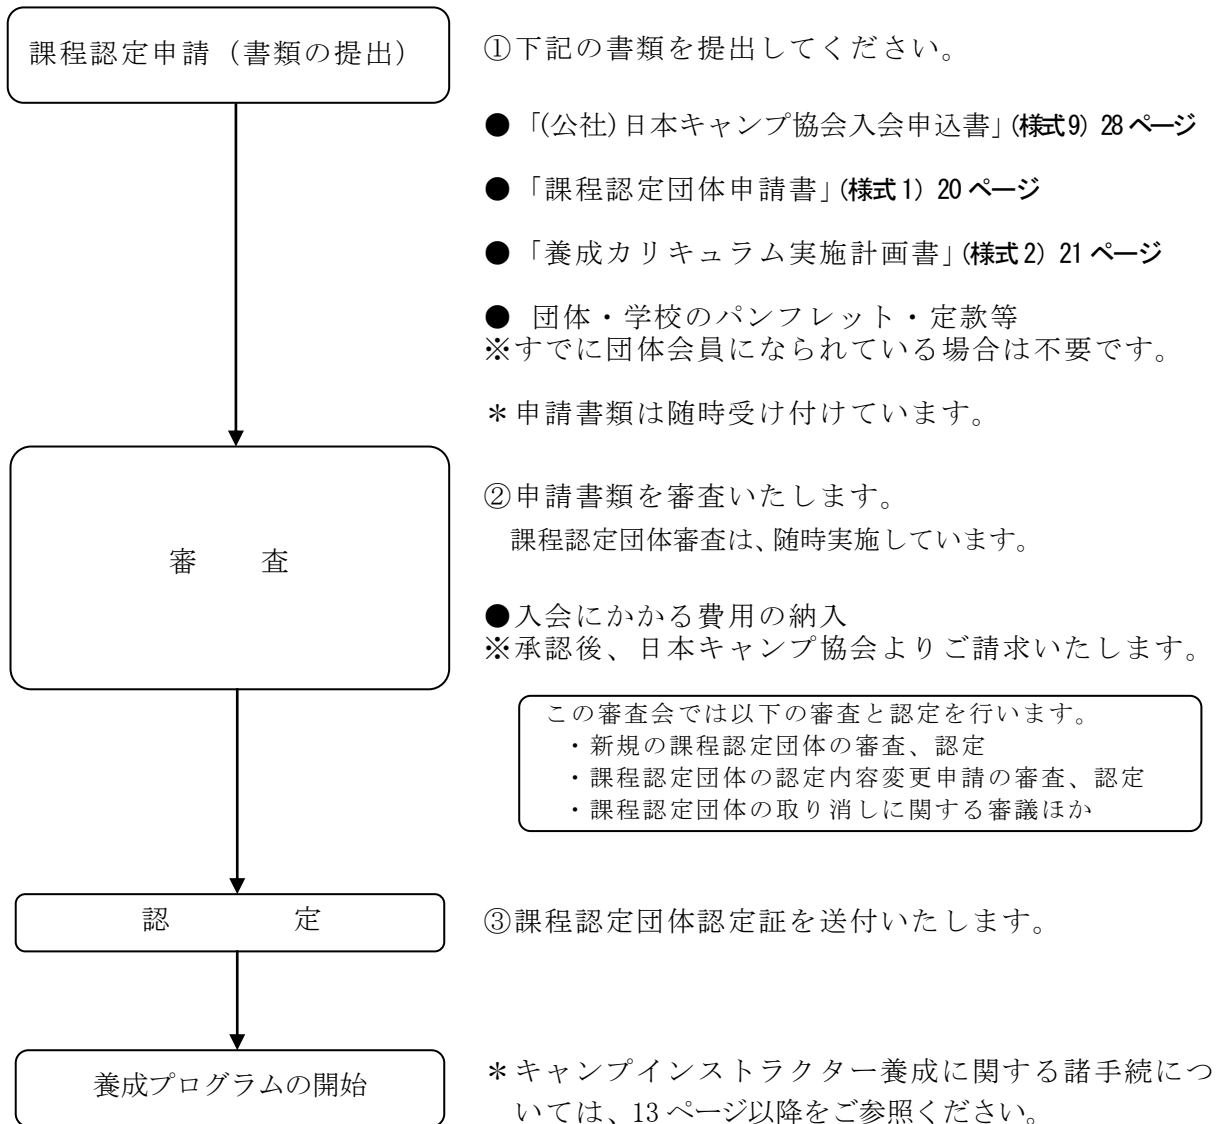 課程認定申請（書類の提出）
①下記の書類を提出してください。
●「(公社)日本キャンプ協会入会申込書」(様式9) 28 ページ
●「課程認定団体申請書」(様式1) 20 ページ
●「養成カリキュラム実施計画書」(様式2) 21 ページ
● 団体・学校のパンフレット・定款等
※すでに団体会員になられている場合は不要です。
＊申請書類は随時受け付けています。
審　　査
②申請書類を審査いたします。
課程認定団体審査は、随時実施しています。
●入会にかかる費用の納入
※承認後、日本キャンプ協会よりご請求いたします。
この審査会では以下の審査と認定を行います。
・新規の課程認定団体の審査、認定
・課程認定団体の認定内容変更申請の審査、認定
・課程認定団体の取り消しに関する審議ほか
認　　　　定
③課程認定団体認定証を送付いたします。
養成プログラムの開始
＊キャンプインストラクター養成に関する諸手続につ
いては、13 ページ以降をご参照ください。